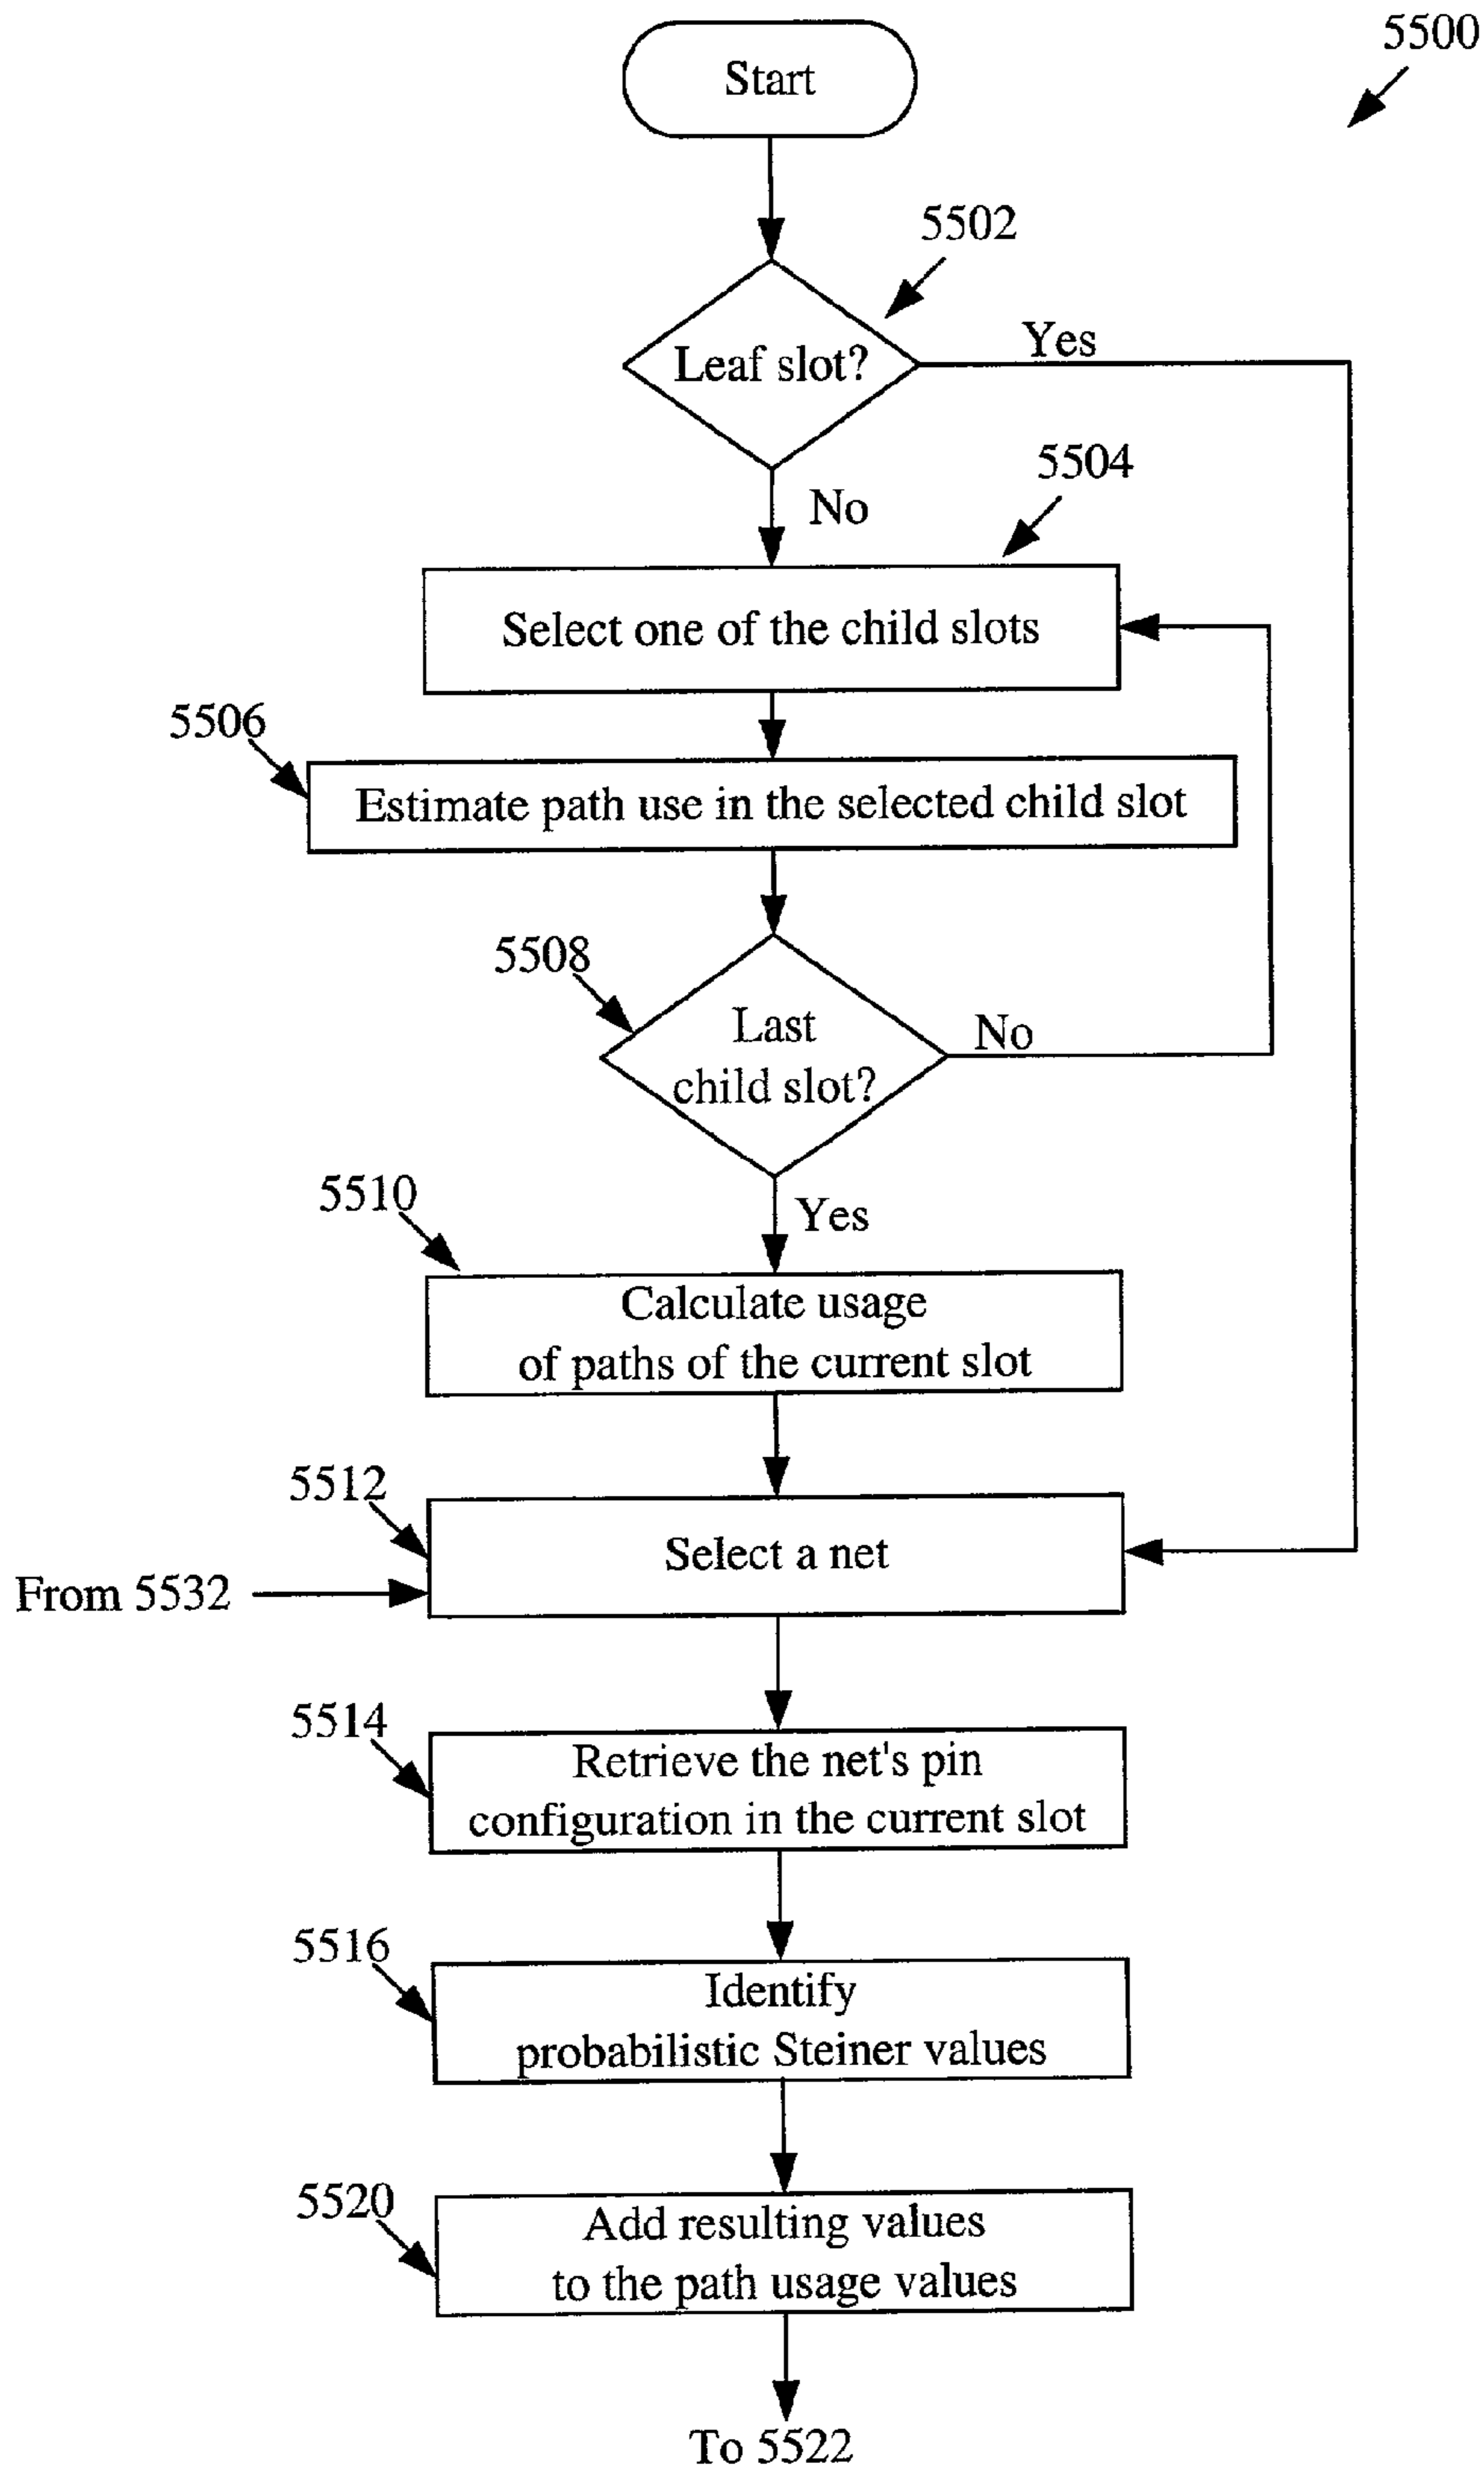 5500
Start
5502
Leaf slot?
Yes
No
5504
Select one of the child slots
5506
Estimate path use in the selected child slot
5508
Last
child slot?
No
Yes
5510
Calculate usage
of paths of the current slot
5512
Select a net
From 5532
5514
Retrieve the net's pin
configuration in the current slot
5516
Identify
probabilistic Steiner values
5520
Add resulting values
to the path usage values
To 5522